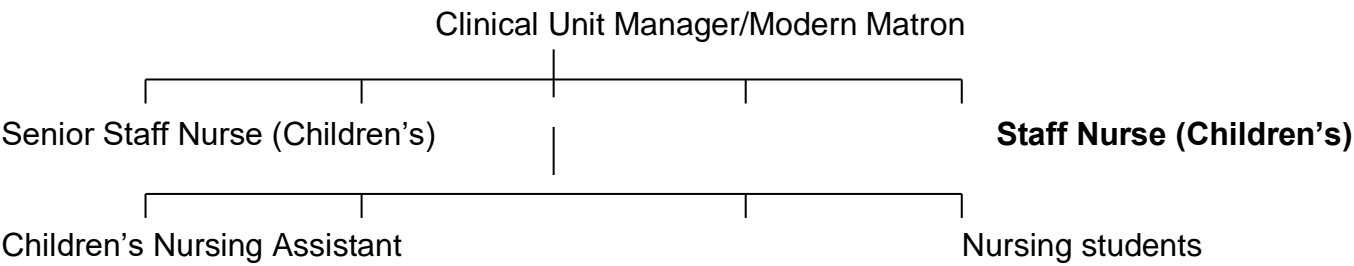 Clinical Unit Manager/Modern Matron
Senior Staff Nurse (Children’s) Staff Nurse (Children’s)
Children’s Nursing Assistant Nursing students